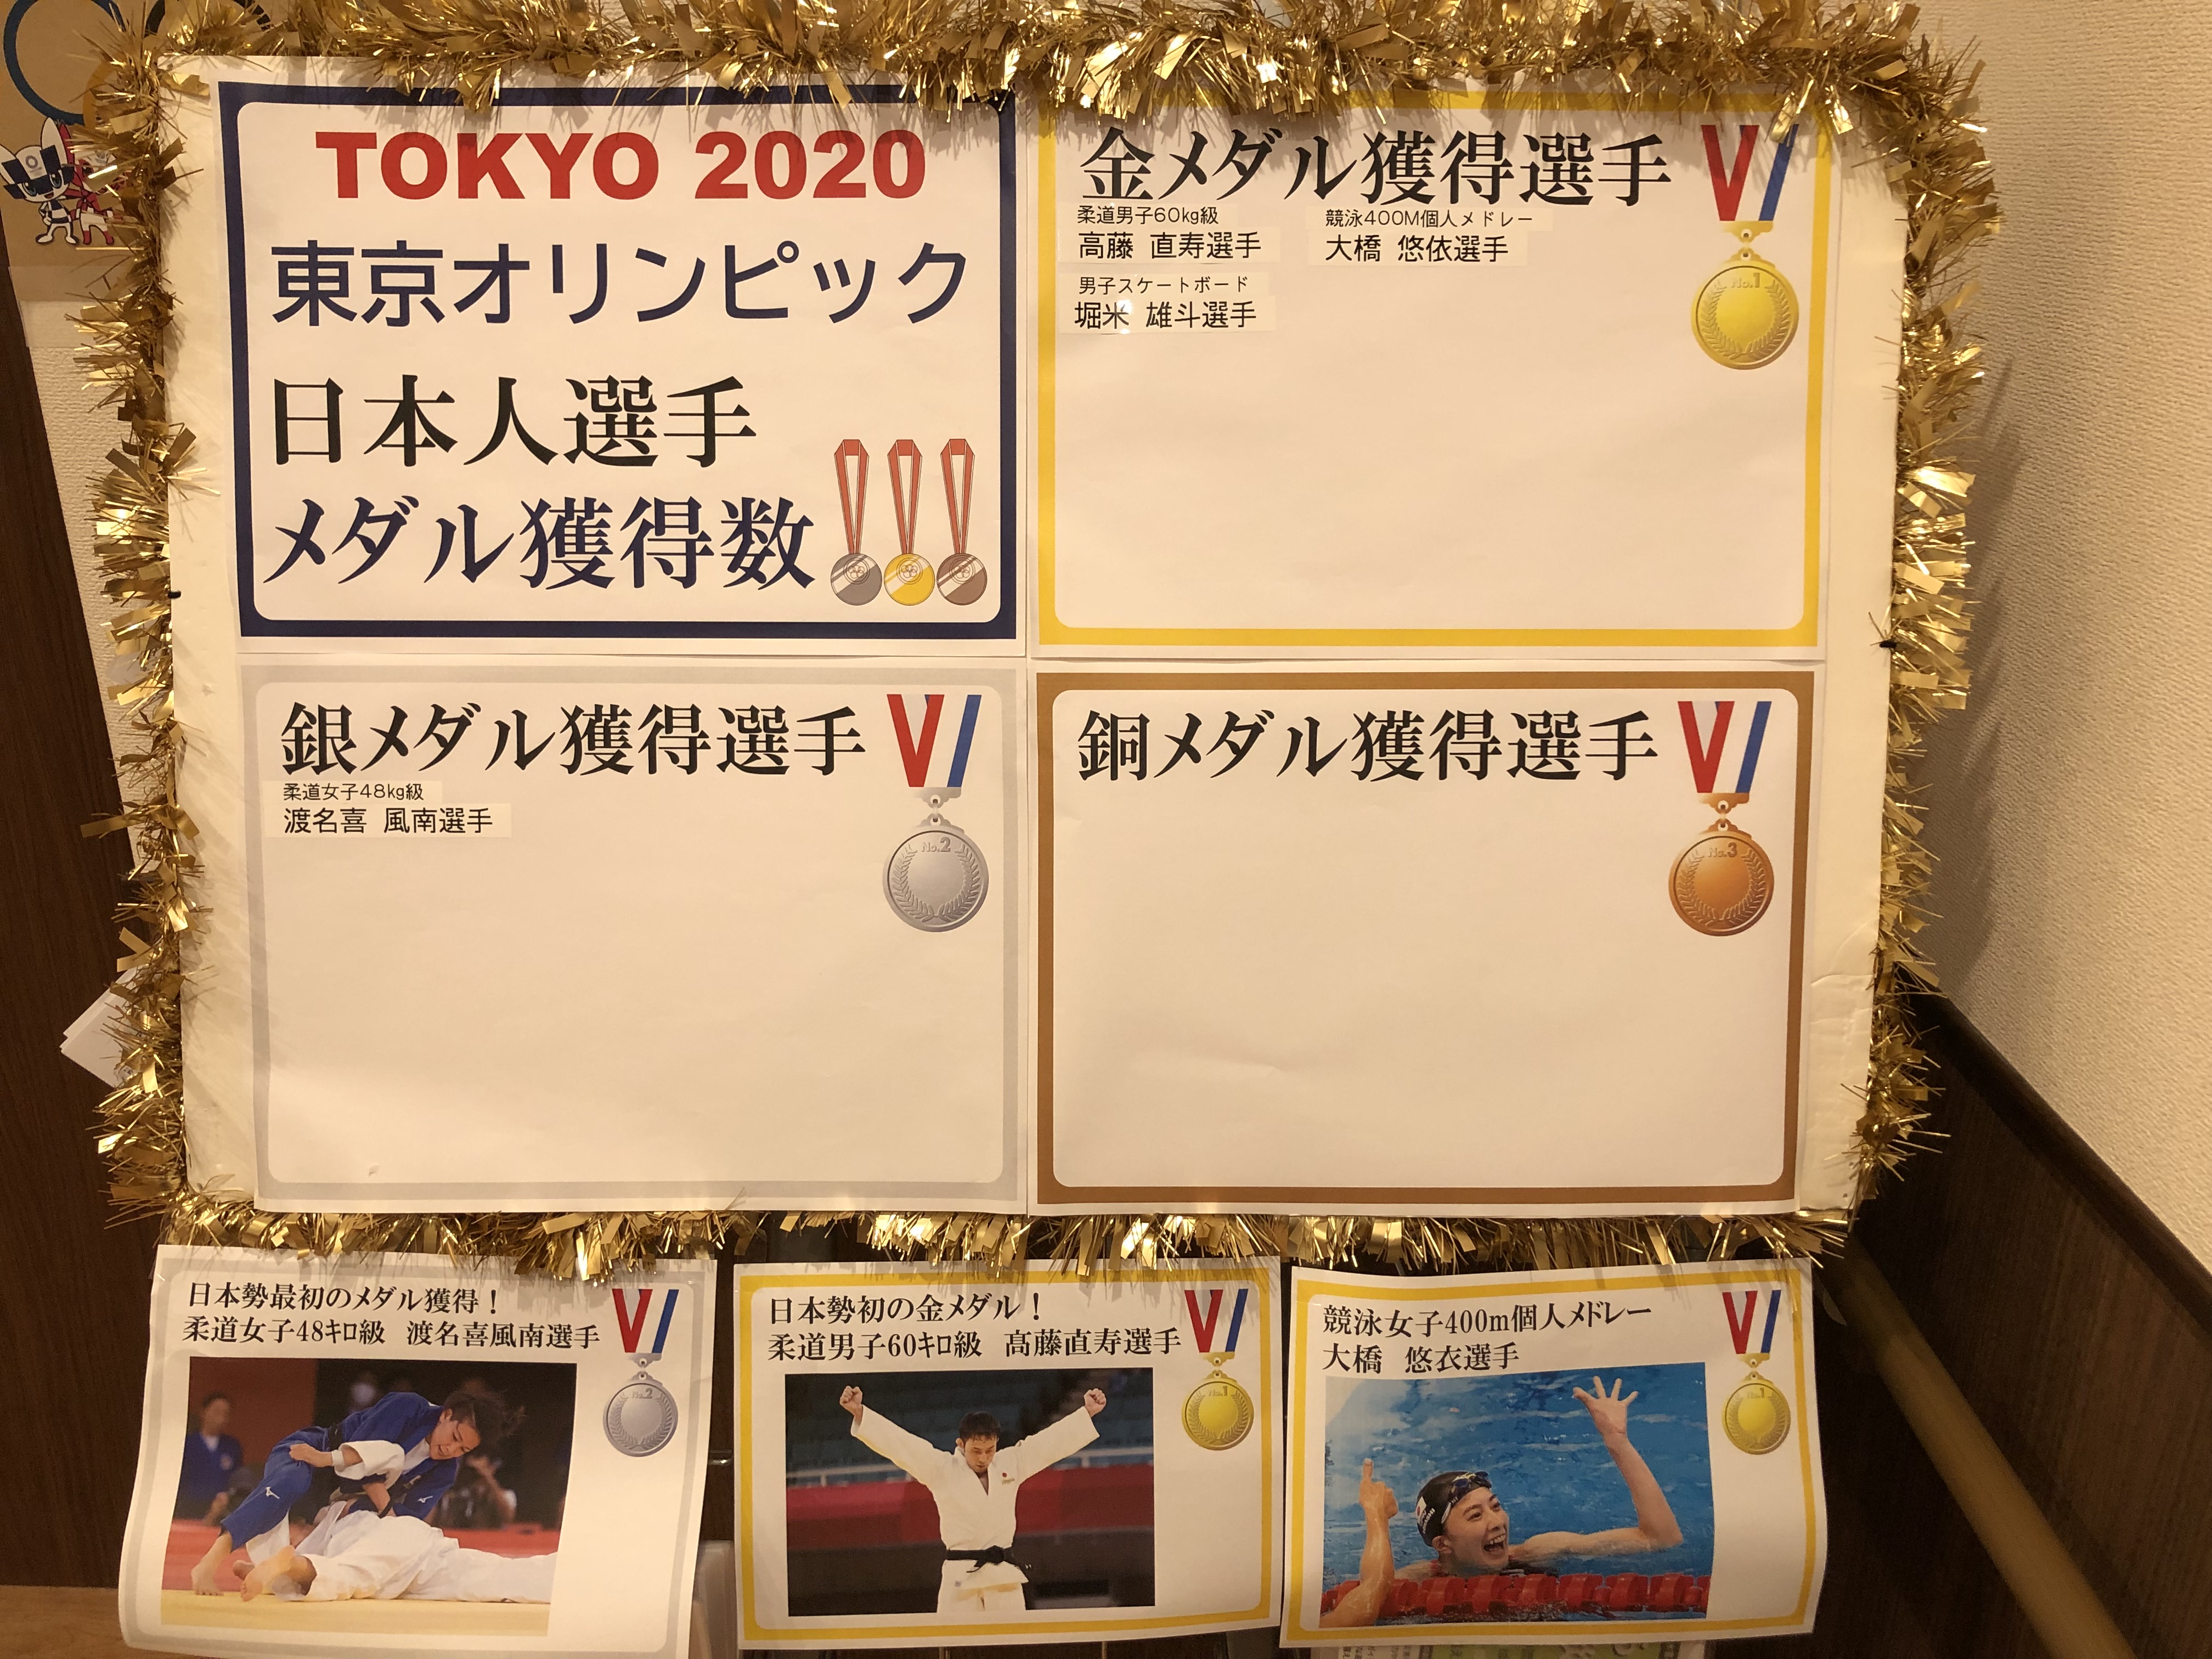 TOKYO 2020
東京オリンピック
日本人選手
メダル獲得数
金メダル獲得選手
柔道男子60kg級
高藤 直寿選手
競泳400M個人メドレー
大橋 悠依選手
男子スケートボード
堀米 雄斗選手
No.1
銀メダル獲得選手
柔道女子48kg級
渡名喜 風南選手
No.2
銅メダル獲得選手
No.3
日本勢最初のメダル獲得！
柔道女子48キロ級 渡名喜風南選手
No.2
日本勢初の金メダル！
柔道男子60キロ級 髙藤直寿選手
No.1
競泳女子400m個人メドレー
大橋 悠衣選手
No.1